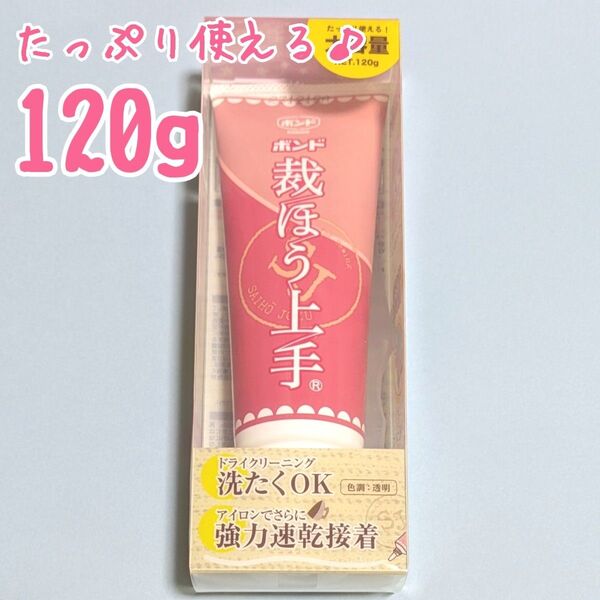 たっぷり使える♪
120g
たっぷり使える!
大容量
NET.120g
ボンド
ボンド
裁ほう上手®
SAIHO JOZU
ドライクリーニング
洗たくOK
色調:透明
アイロンでさらに
強力速乾接着